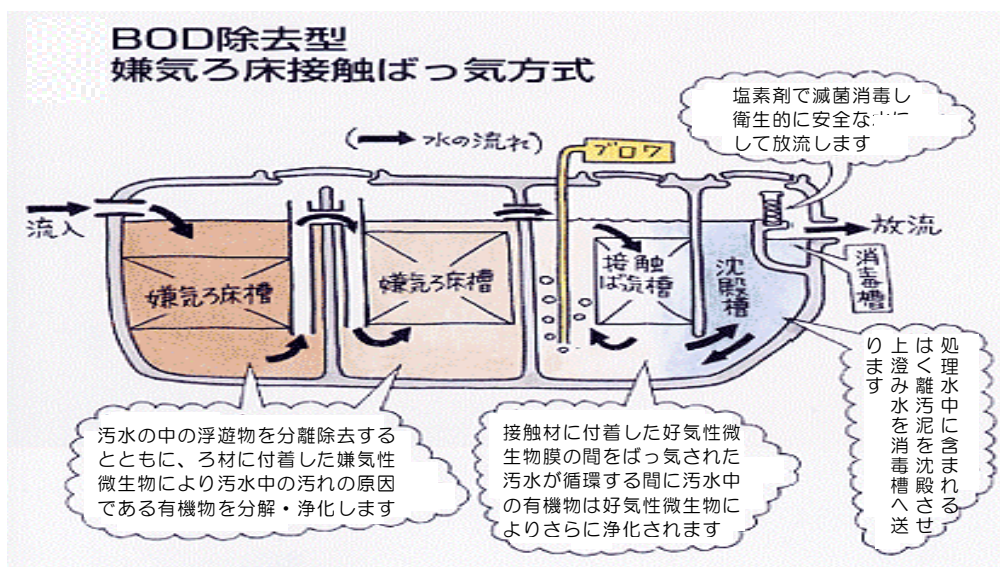 BOD除去型
嫌気ろ床接触ばっ気方式
塩素剤で滅菌消毒し
衛生的に安全な水に
して放流します
(→水の流れ)
ブロワ
流入
放流
嫌気ろ床槽
嫌気ろ床槽
接触
ばっ気槽
沈殿槽
消毒槽
処理水中に含まれる
はく離汚泥を沈殿させ
上澄み水を消毒槽へ送
ります
汚水の中の浮遊物を分離除去する
とともに、ろ材に付着した嫌気性
微生物により汚水中の汚れの原因
である有機物を分解・浄化します
接触材に付着した好気性微
生物膜の間をばっ気された
汚水が循環する間に汚水中
の有機物は好気性微生物に
よりさらに浄化されます